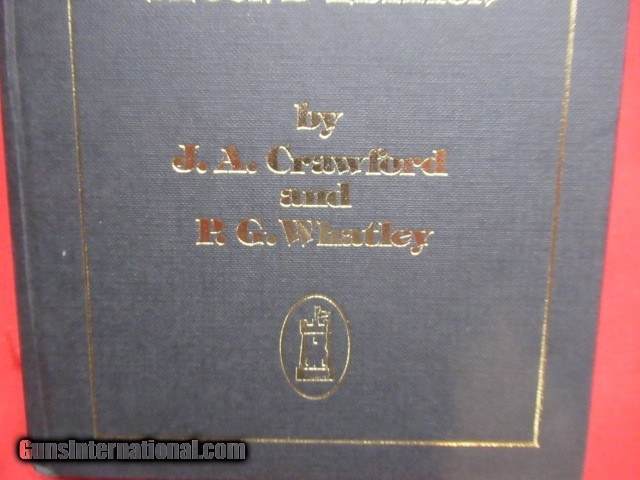 by
J. A. Crawford
and
P. G. Whatley
GunsInternational.com